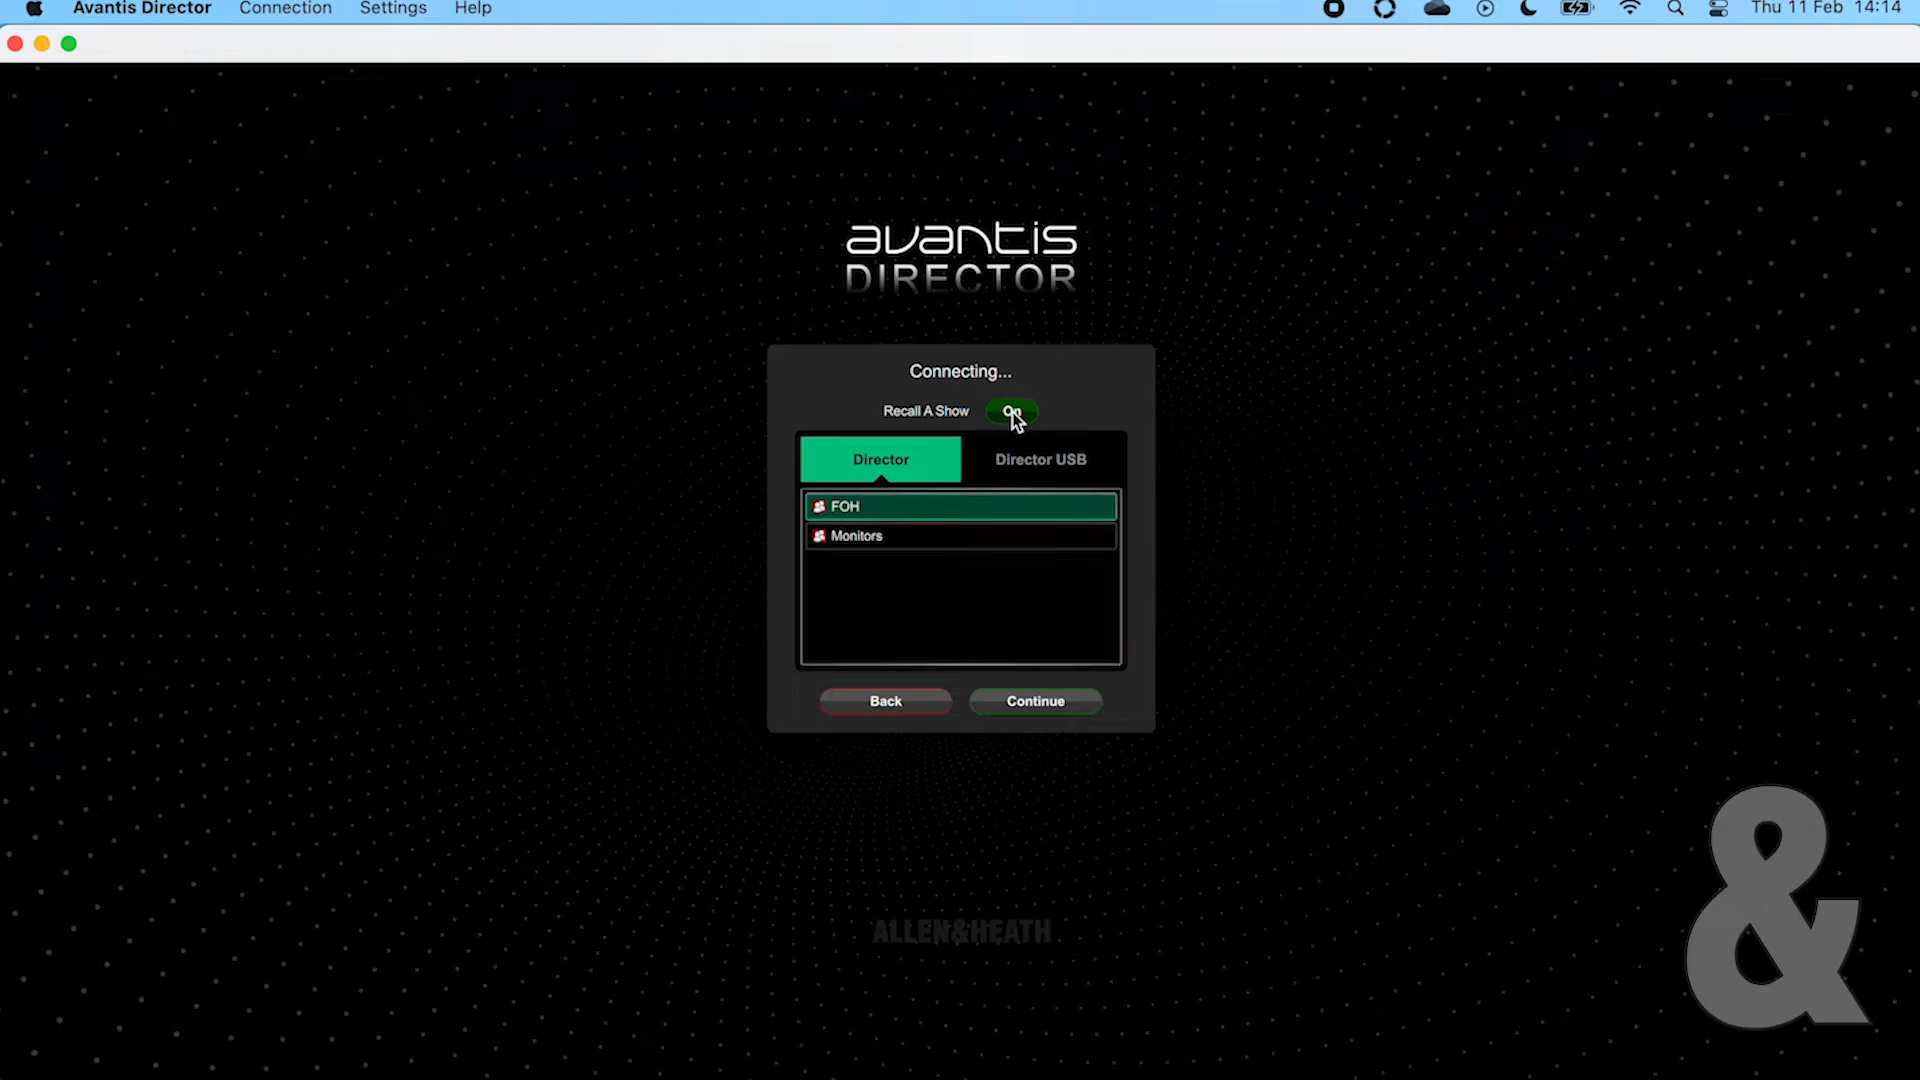 Avantis Director Connection Settings Help Thu 11 Feb 14:14
avantis
DIRECTOR
Connecting...
Recall A Show On
Director Director USB
FOH
Monitors
Back Continue
ALLEN&HEATH
&